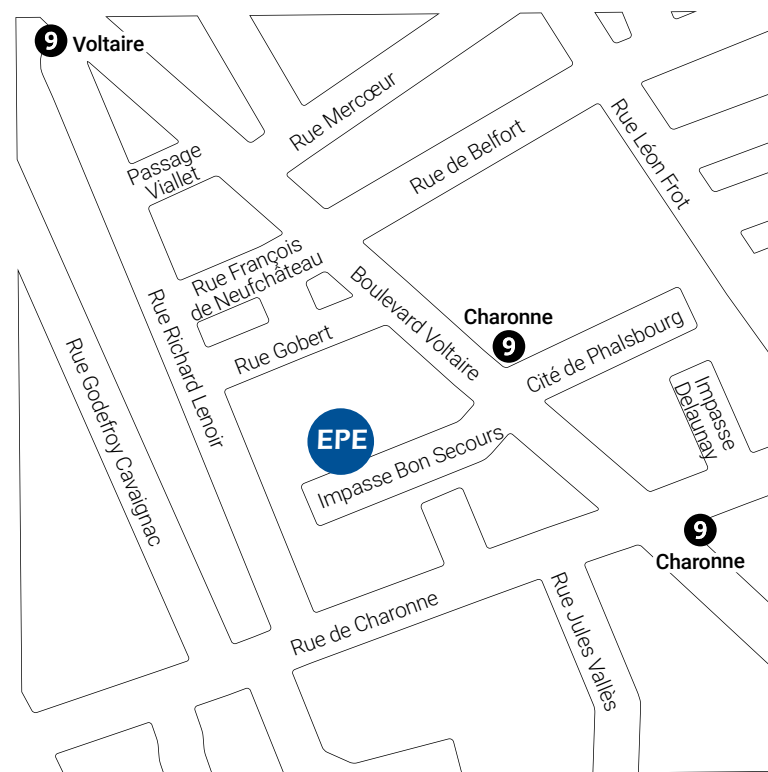 9 Voltaire
Rue Mercœur
Rue Léon Frot
Rue de Belfort
Passage
Viallet
Rue François
de Neufchâteau
Boulevard Voltaire
Rue Richard Lenoir
Charonne
9
Cité de Phalsbourg
Rue Gobert
Rue Godefroy Cavaignac
Impasse
Delaunay
EPE
Impasse Bon Secours
9
Charonne
Rue de Charonne
Rue Jules Vallès